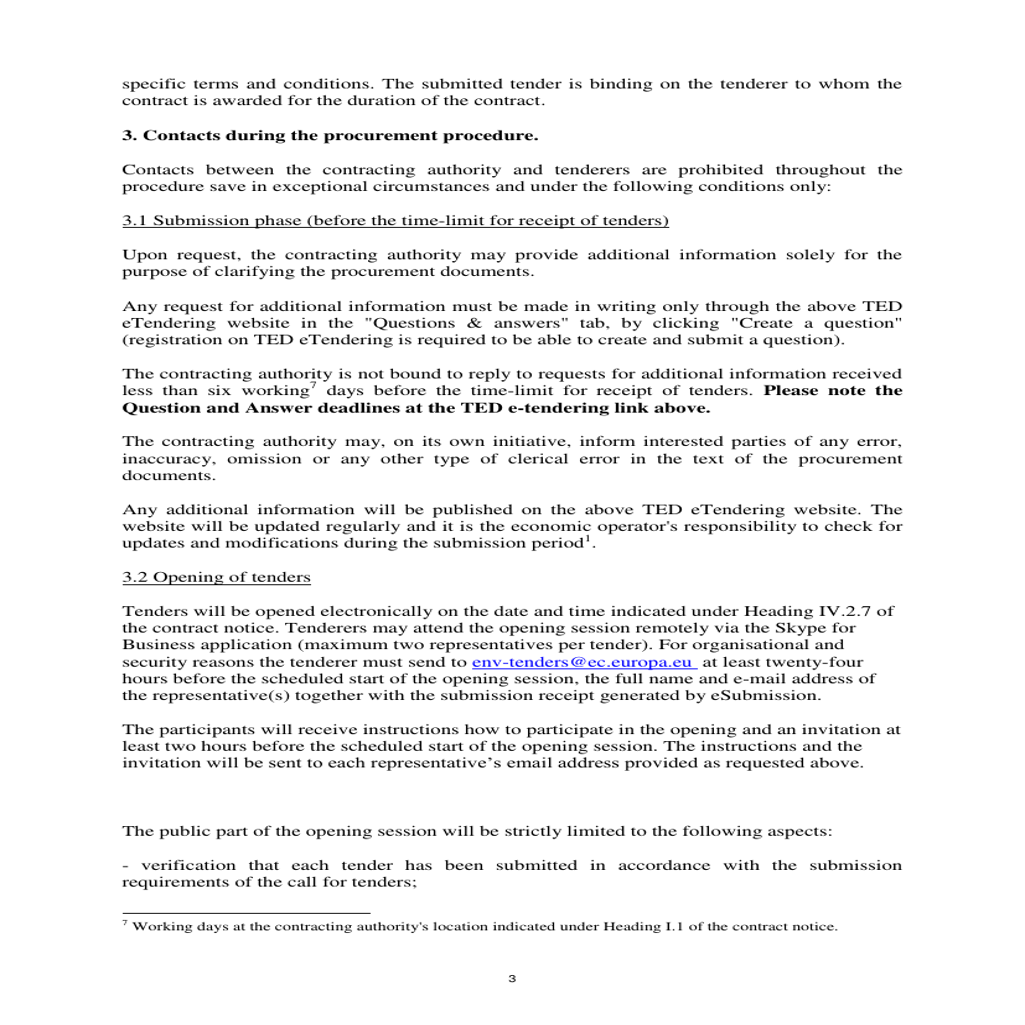 specific terms and conditions. The submitted tender is binding on the tenderer to whom the
contract is awarded for the duration of the contract.
3. Contacts during the procurement procedure.
Contacts between the contracting authority and tenderers are prohibited throughout the
procedure save in exceptional circumstances and under the following conditions only:
3.1 Submission phase (before the time-limit for receipt of tenders)
Upon request, the contracting authority may provide additional information solely for the
purpose of clarifying the procurement documents.
Any request for additional information must be made in writing only through the above TED
eTendering website in the "Questions & answers" tab, by clicking "Create a question"
(registration on TED eTendering is required to be able to create and submit a question).
The contracting authority is not bound to reply to requests for additional information received
less than six working7 days before the time-limit for receipt of tenders. Please note the
Question and Answer deadlines at the TED e-tendering link above.
The contracting authority may, on its own initiative, inform interested parties of any error,
inaccuracy, omission or any other type of clerical error in the text of the procurement
documents.
Any additional information will be published on the above TED eTendering website. The
website will be updated regularly and it is the economic operator's responsibility to check for
updates and modifications during the submission period1.
3.2 Opening of tenders
Tenders will be opened electronically on the date and time indicated under Heading IV.2.7 of
the contract notice. Tenderers may attend the opening session remotely via the Skype for
Business application (maximum two representatives per tender). For organisational and
security reasons the tenderer must send to env-tenders@ec.europa.eu at least twenty-four
hours before the scheduled start of the opening session, the full name and e-mail address of
the representative(s) together with the submission receipt generated by eSubmission.
The participants will receive instructions how to participate in the opening and an invitation at
least two hours before the scheduled start of the opening session. The instructions and the
invitation will be sent to each representative’s email address provided as requested above.
The public part of the opening session will be strictly limited to the following aspects:
- verification that each tender has been submitted in accordance with the submission
requirements of the call for tenders;
7 Working days at the contracting authority's location indicated under Heading I.1 of the contract notice.
3